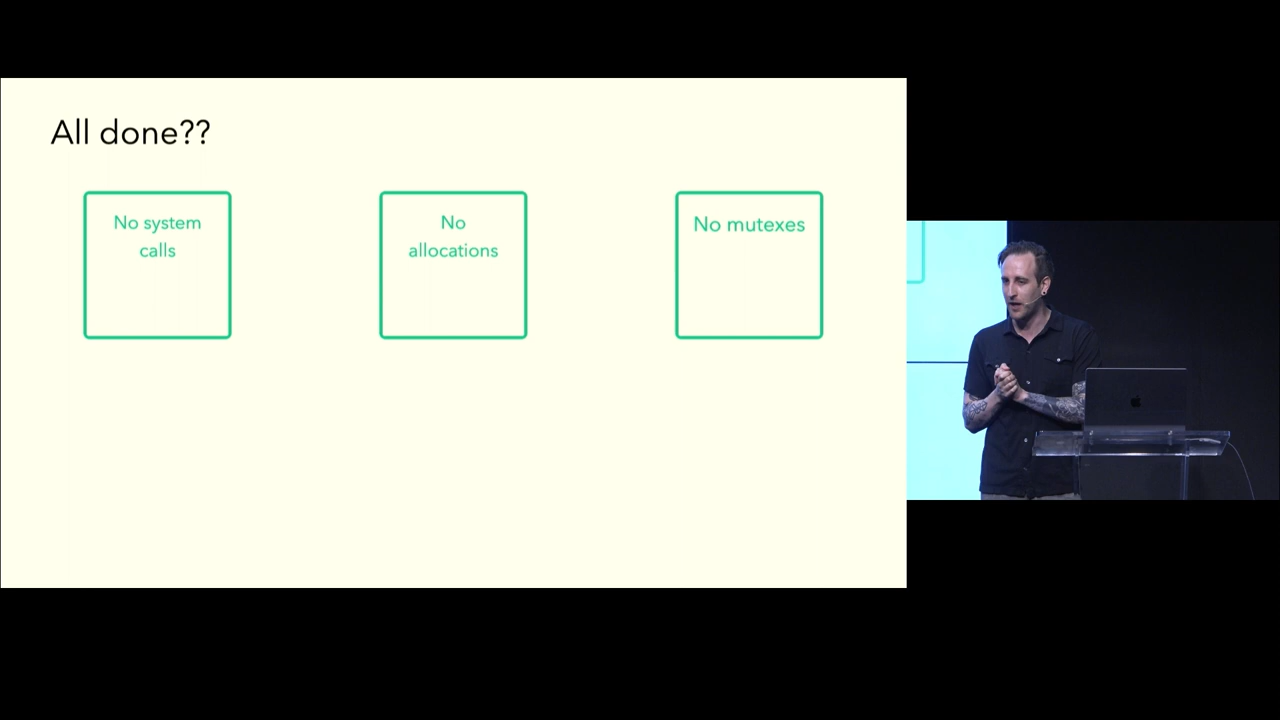 All done??
No system
calls
No
allocations
No mutexes